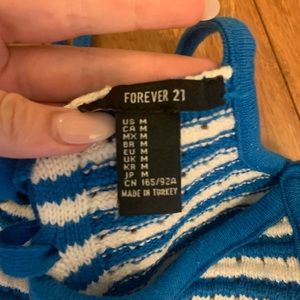 FOREVER 21
US M
CA M
MX M
BR M
EU M
UK M
KR M
JP M
CN 165/92A
MADE IN TURKEY